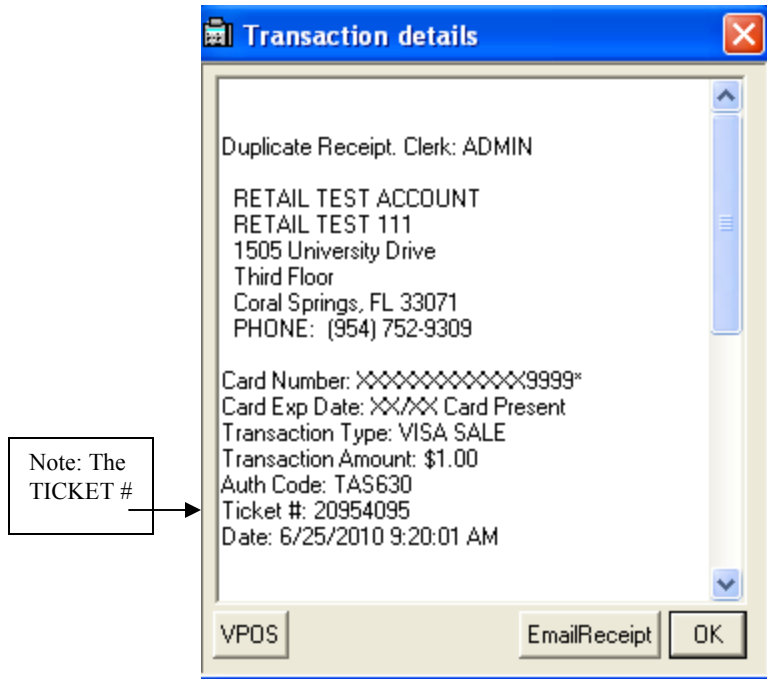 Transaction details
Duplicate Receipt. Clerk: ADMIN
RETAIL TEST ACCOUNT
RETAIL TEST 111
1505 University Drive
Third Floor
Coral Springs, FL 33071
PHONE: (954) 752-9309
Card Number: XXXXXXXXXXXX9999*
Card Exp Date: XX/XX Card Present
Transaction Type: VISA SALE
Transaction Amount: $1.00
Auth Code: TAS630
Ticket #: 20954095
Date: 6/25/2010 9:20:01 AM
Note: The
TICKET #
VPOS
EmailReceipt
OK